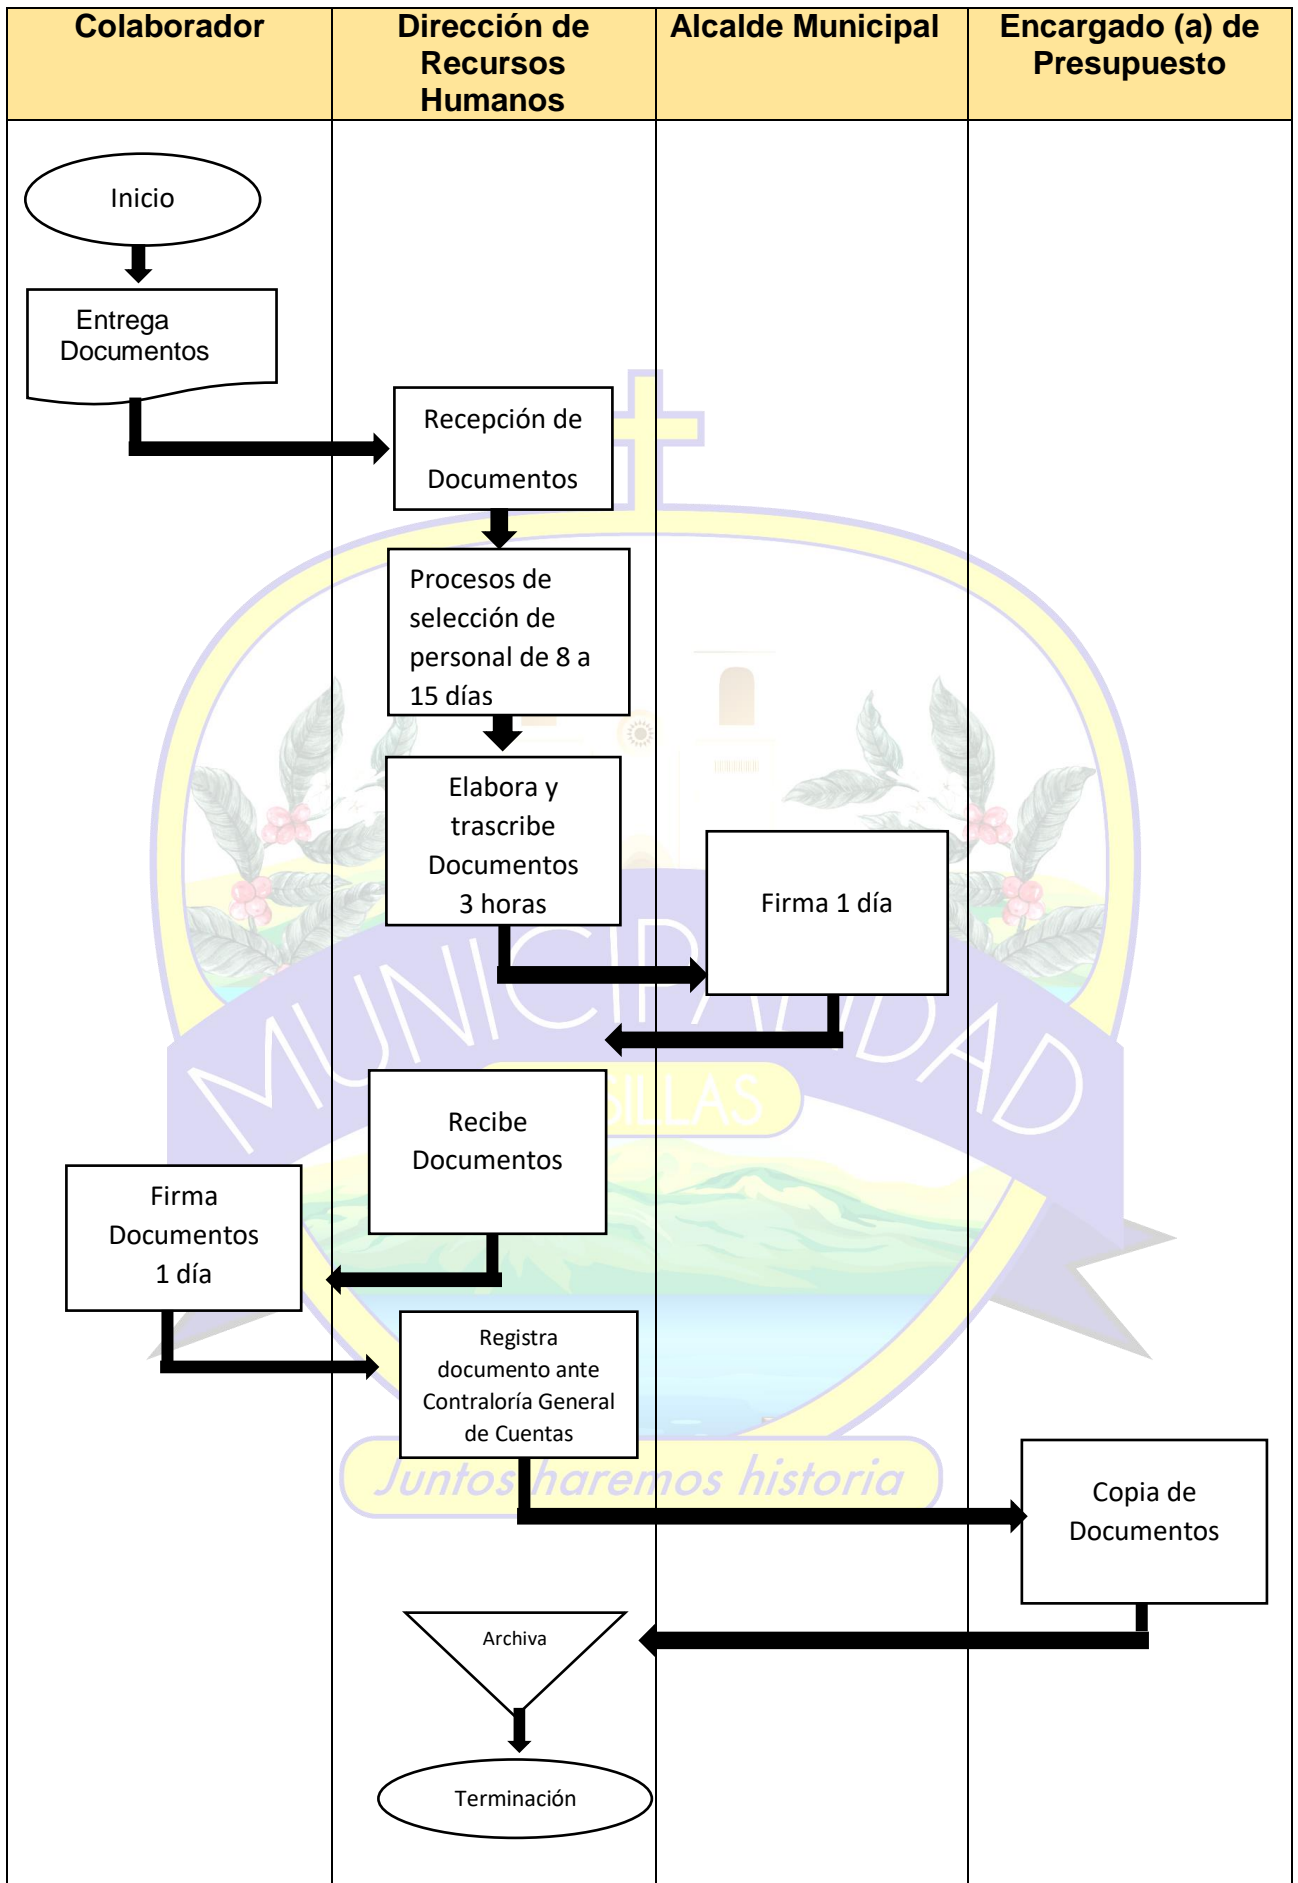 Colaborador
Dirección de
Recursos
Humanos
Alcalde Municipal
Encargado (a) de
Presupuesto
Inicio
Entrega
Documentos
Recepción de
Documentos
Procesos de
selección de
personal de 8 a
15 días
Elabora y
trascribe
Documentos
3 horas
Firma 1 día
MUNICIPALIDAD
SILLAS
Recibe
Documentos
Firma
Documentos
1 día
Registra
documento ante
Contraloría General
de Cuentas
Juntos haremos historia
Copia de
Documentos
Archiva
Terminación